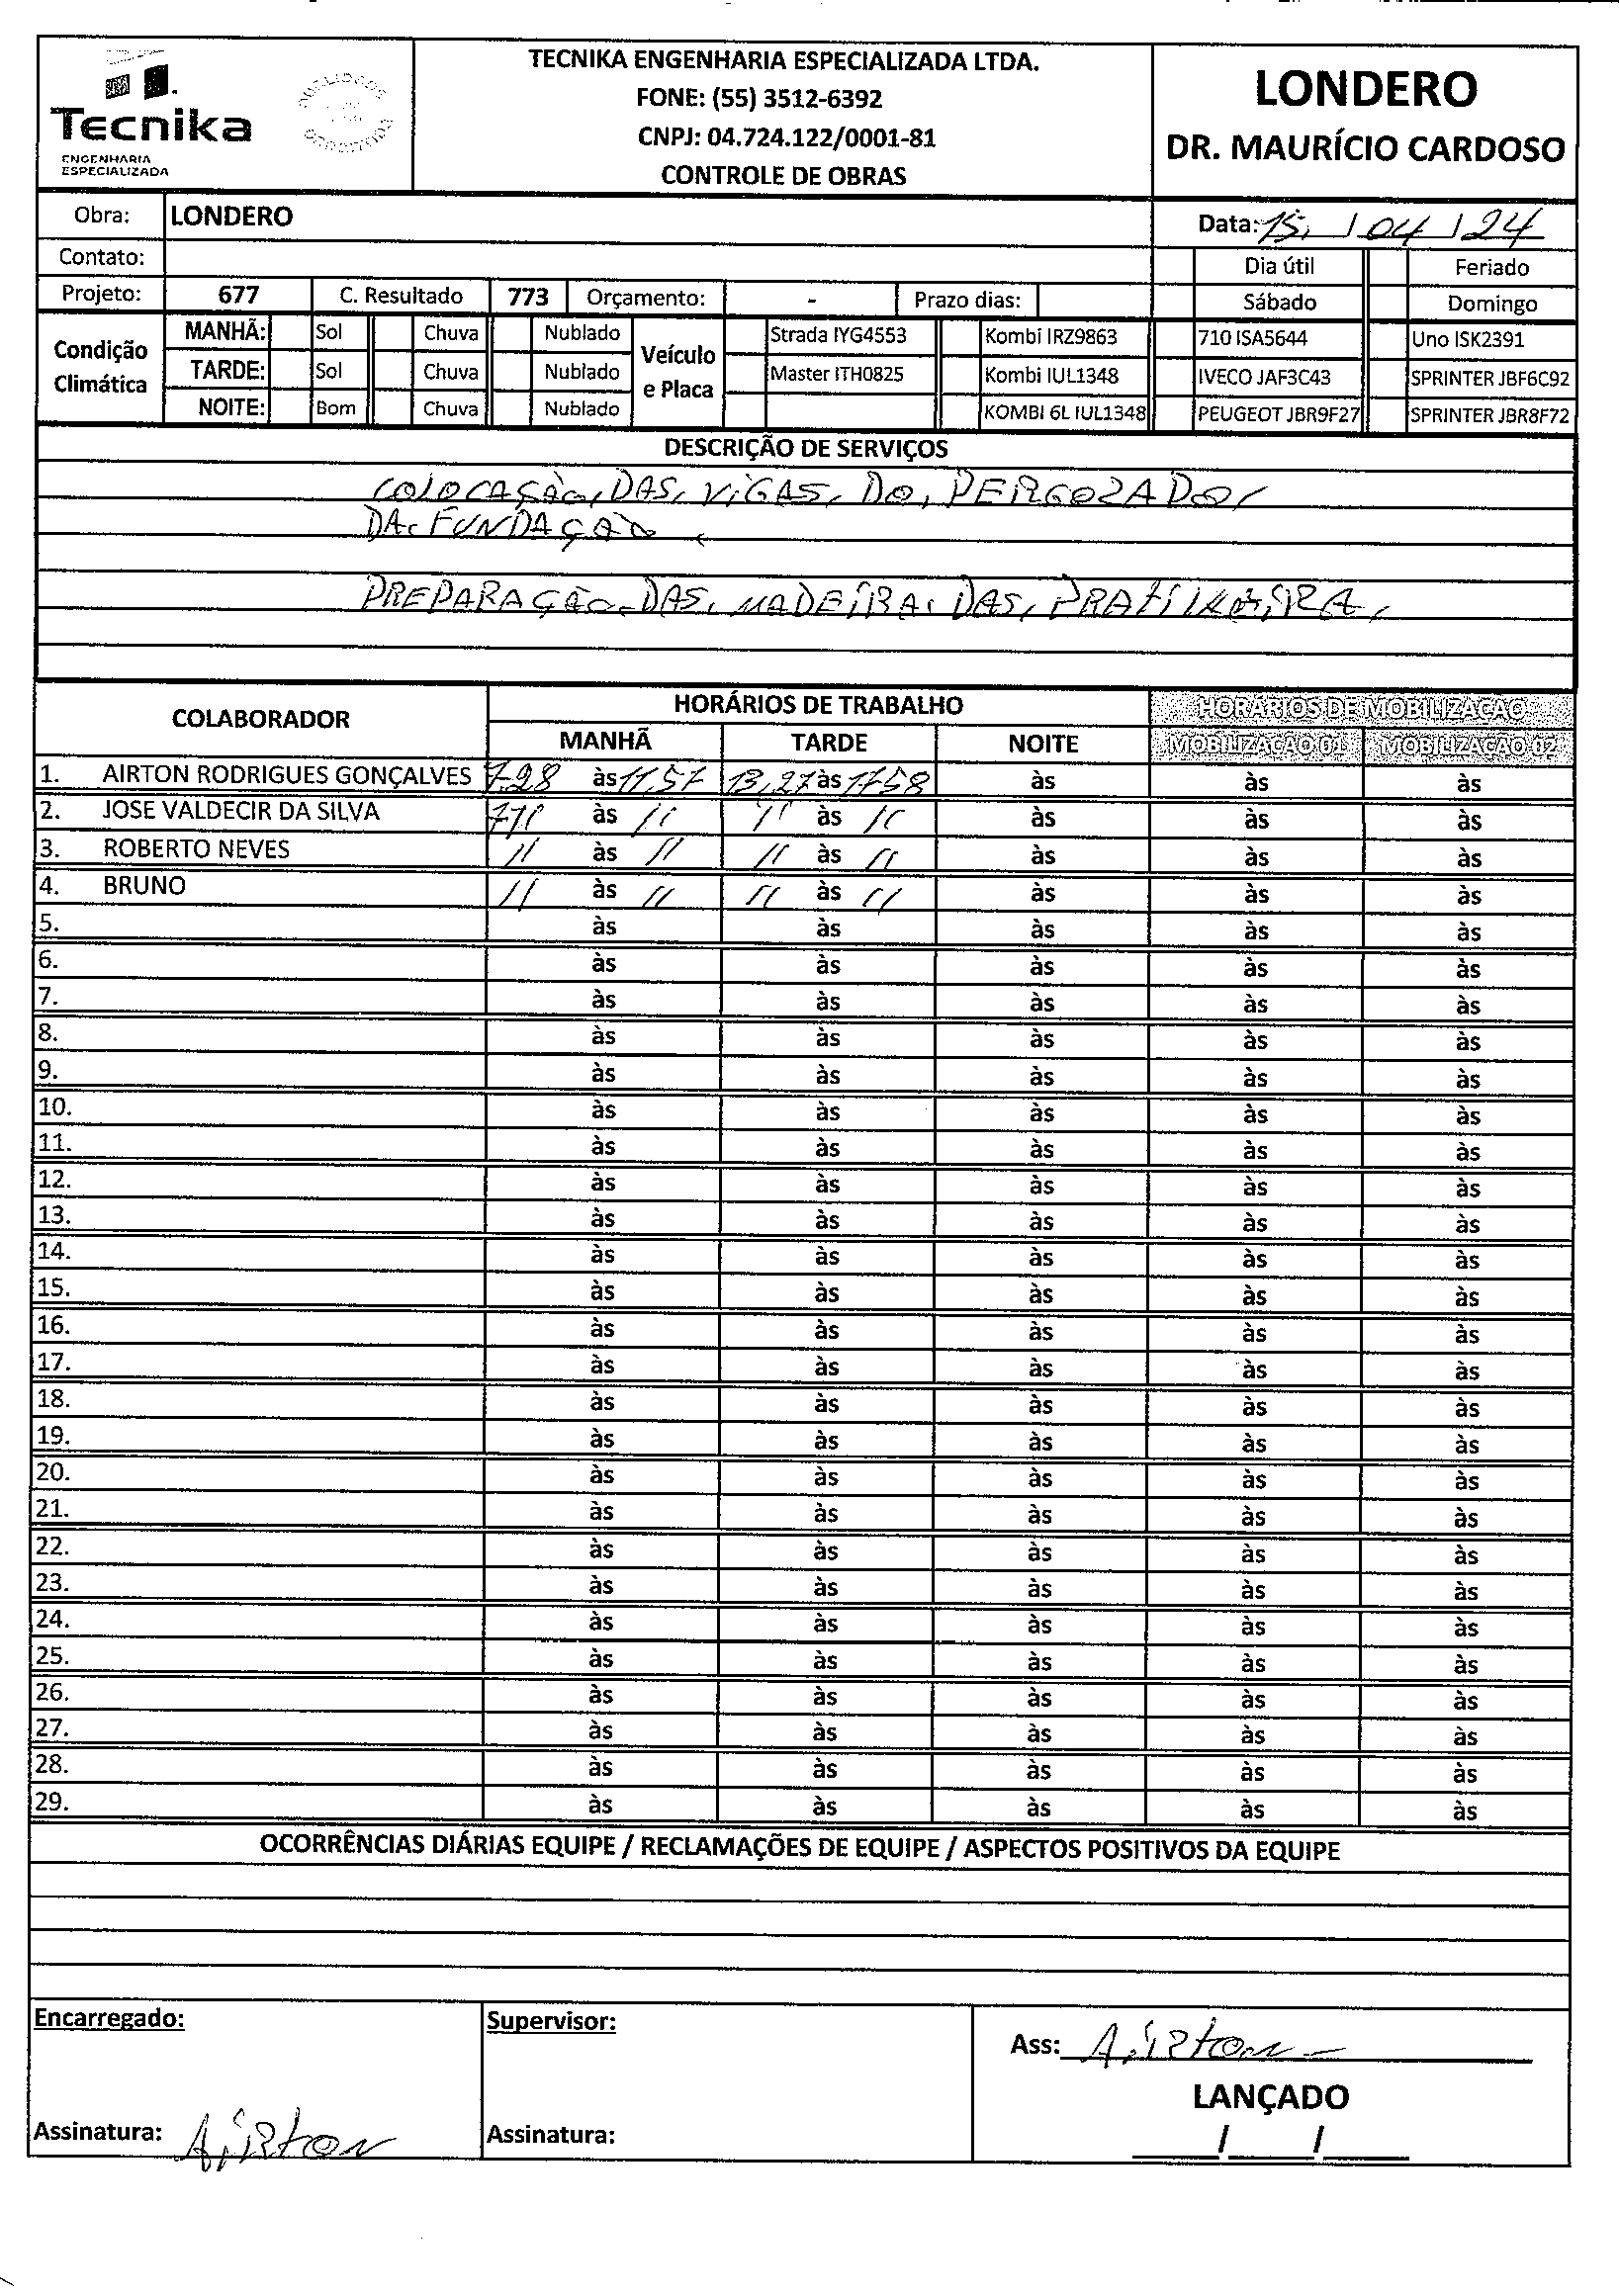 Tecnika
ENGENHARIA
ESPECIALIZADA
TECNIKA ENGENHARIA ESPECIALIZADA LTDA.
FONE: (55) 3512-6392
CNPJ: 04.724.122/0001-81
CONTROLE DE OBRAS
LONDERO
DR. MAURÍCIO CARDOSO
Obra: LONDERO Data: 15/04/24
Contato: Dia útil Feriado
Projeto: 677 C. Resultado 773 Orçamento: - Prazo dias: Sábado Domingo
Condição Climática MANHÃ: Sol Chuva Nublado Veículo e Placa Strada IYG4553 Kombi IRZ9863 710 ISA5644 Uno ISK2391
TARDE: Sol Chuva Nublado Master ITH0825 Kombi IUL1348 IVECO JAF3C43 SPRINTER JBF6C92
NOITE: Bom Chuva Nublado KOMBI 6L IUL1348 PEUGEOT JBR9F27 SPRINTER JBR8F72
DESCRIÇÃO DE SERVIÇOS
COLOCAÇÃO, DAS, VIGAS, DO, PERGOLADO,
DA. FUNDAÇÃO
PREPARAÇÃO. DAS, MADEIRA. DAS,
COLABORADOR HORÁRIOS DE TRABALHO HORÁRIOS DE MOBILIZAÇÃO
MANHÃ TARDE NOITE MOBILIZAÇÃO 01 MOBILIZAÇÃO 02
1. AIRTON RODRIGUES GONÇALVES 7.28 às 11,57 13,27 às 1758 às às às
2. JOSE VALDECIR DA SILVA às 11 11 às 11 às às às
3. ROBERTO NEVES 11 às 11 11 às 11 às às às
4. BRUNO 11 às 11 11 às 11 às às às
5. às às às às às
6. às às às às às
7. às às às às às
8. às às às às às
9. às às às às às
10. às às às às às
11. às às às às às
12. às às às às às
13. às às às às às
14. às às às às às
15. às às às às às
16. às às às às às
17. às às às às às
18. às às às às às
19. às às às às às
20. às às às às às
21. às às às às às
22. às às às às às
23. às às às às às
24. às às às às às
25. às às às às às
26. às às às às às
27. às às às às às
28. às às às às às
29. às às às às às
OCORRÊNCIAS DIÁRIAS EQUIPE / RECLAMAÇÕES DE EQUIPE / ASPECTOS POSITIVOS DA EQUIPE
Encarregado: Supervisor: Ass: Airton
LANÇADO
Assinatura: Airton Assinatura: / /